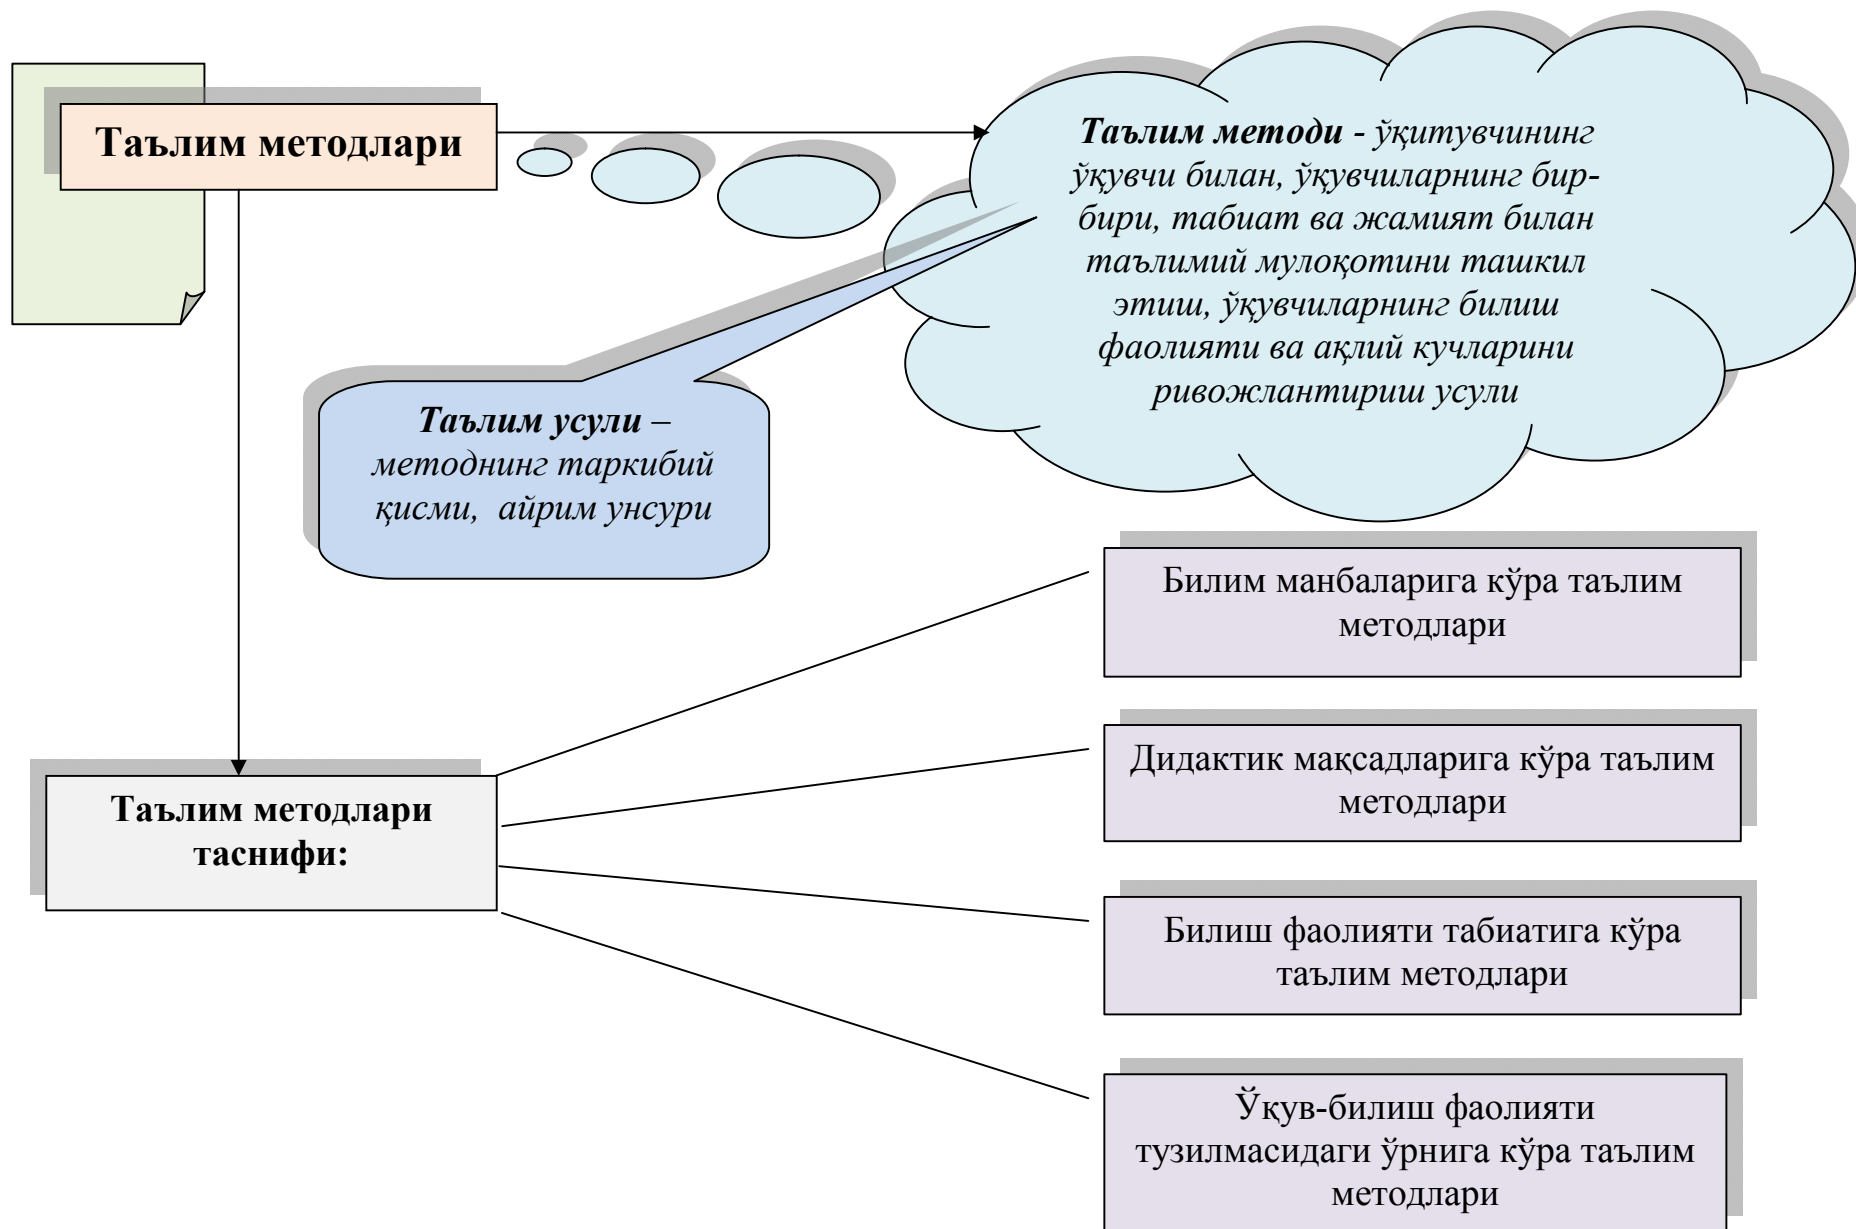 Таълим методлари
Таълим методи - ўқитувчининг
ўқувчи билан, ўқувчиларнинг бир-
бири, табиат ва жамият билан
таълимий мулоқотини ташкил
этиш, ўқувчиларнинг билиш
фаолияти ва ақлий кучларини
ривожлантириш усули
Таълим усули –
методнинг таркибий
қисми, айрим унсури
Таълим методлари
таснифи:
Билим манбаларига кўра таълим
методлари
Дидактик мақсадларига кўра таълим
методлари
Билиш фаолияти табиатига кўра
таълим методлари
Ўқув-билиш фаолияти
тузилмасидаги ўрнига кўра таълим
методлари